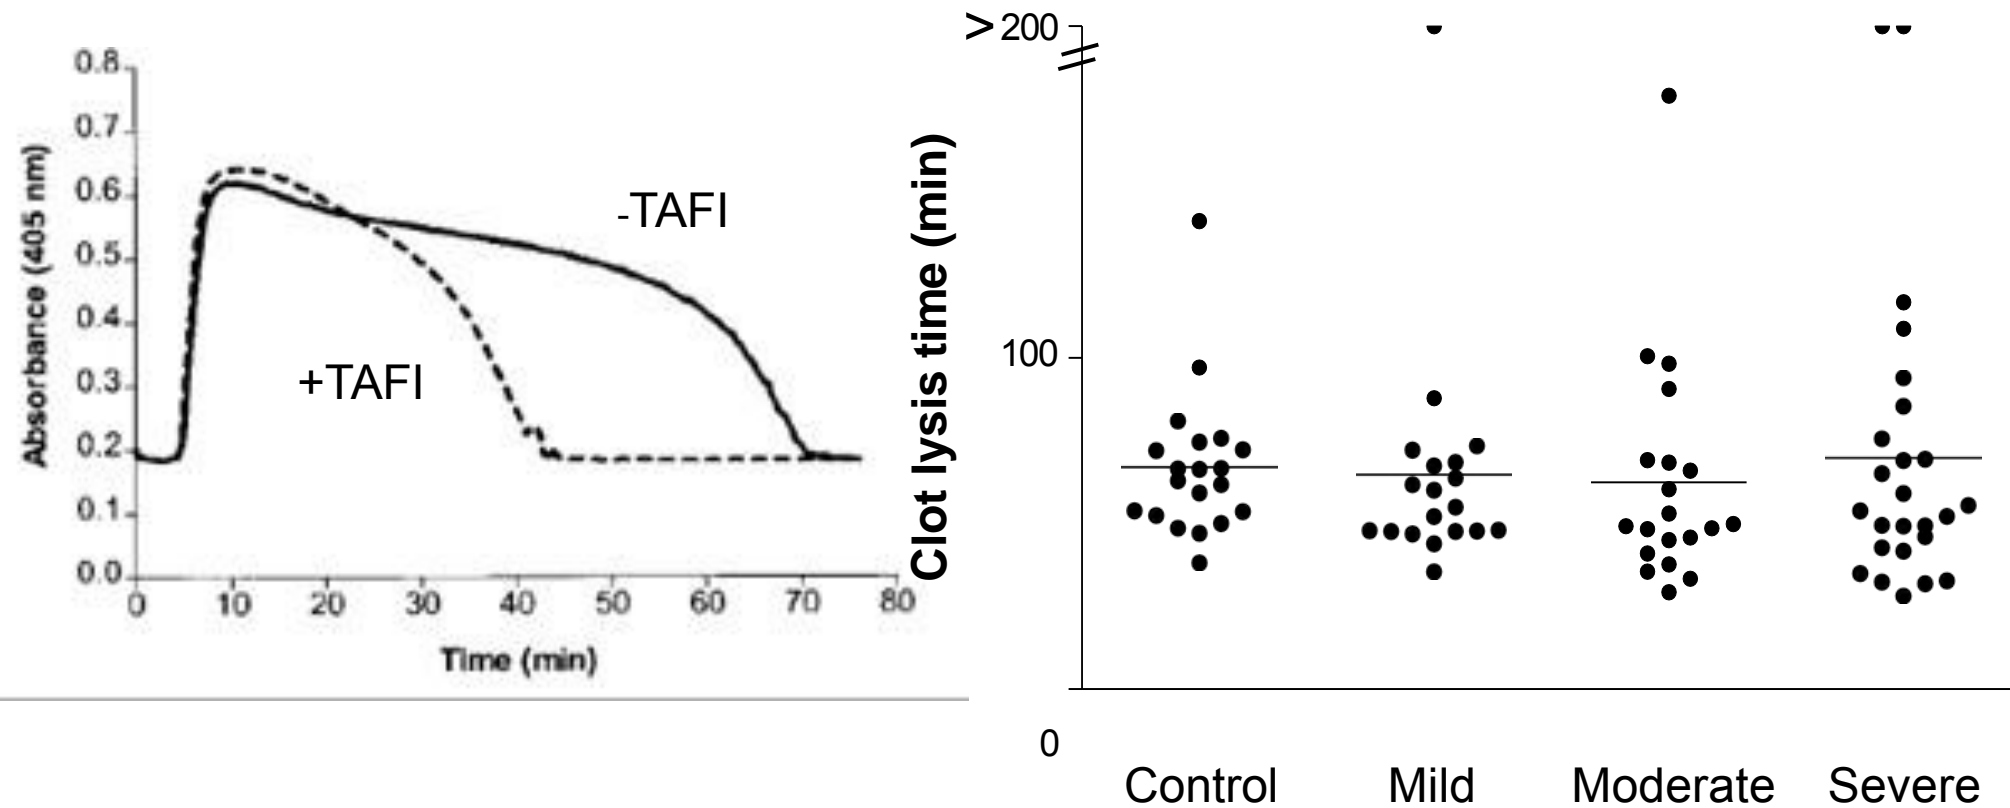 0.8
0.7
0.6
0.5
0.4
0.3
0.2
0.1
0.0
Absorbance (405 nm)
0 10 20 30 40 50 60 70 80
Time (min)
-TAFI
+TAFI
>200
100
0
Clot lysis time (min)
Control Mild Moderate Severe